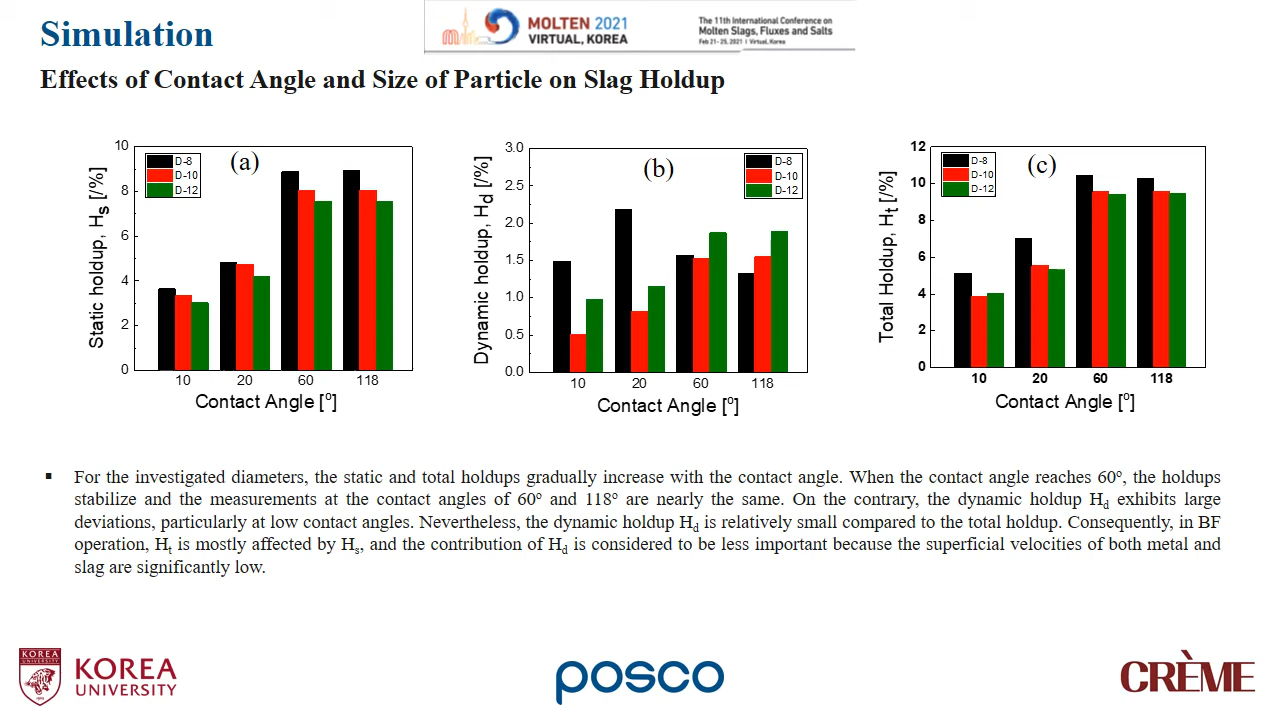 Simulation
MOLTEN 2021
VIRTUAL, KOREA
The 11th International Conference on
Molten Slags, Fluxes and Salts
Feb 21- 25, 2021 I Virtual, Korea
Effects of Contact Angle and Size of Particle on Slag Holdup
(a)
D-8
D-10
D-12
10
8
6
4
2
0
Static holdup, Hs [/%]
10 20 60 118
Contact Angle [o]
(b)
D-8
D-10
D-12
3.0
2.5
2.0
1.5
1.0
0.5
0.0
Dynamic holdup, Hd [/%]
10 20 60 118
Contact Angle [o]
(c)
D-8
D-10
D-12
12
10
8
6
4
2
0
Total Holdup, Ht [/%]
10 20 60 118
Contact Angle [o]
▪ For the investigated diameters, the static and total holdups gradually increase with the contact angle. When the contact angle reaches 60o, the holdups
stabilize and the measurements at the contact angles of 60o and 118o are nearly the same. On the contrary, the dynamic holdup Hd exhibits large
deviations, particularly at low contact angles. Nevertheless, the dynamic holdup Hd is relatively small compared to the total holdup. Consequently, in BF
operation, Ht is mostly affected by Hs, and the contribution of Hd is considered to be less important because the superficial velocities of both metal and
slag are significantly low.
KOREA
UNIVERSITY
KOREA
UNIVERSITY
posco
CRÈME